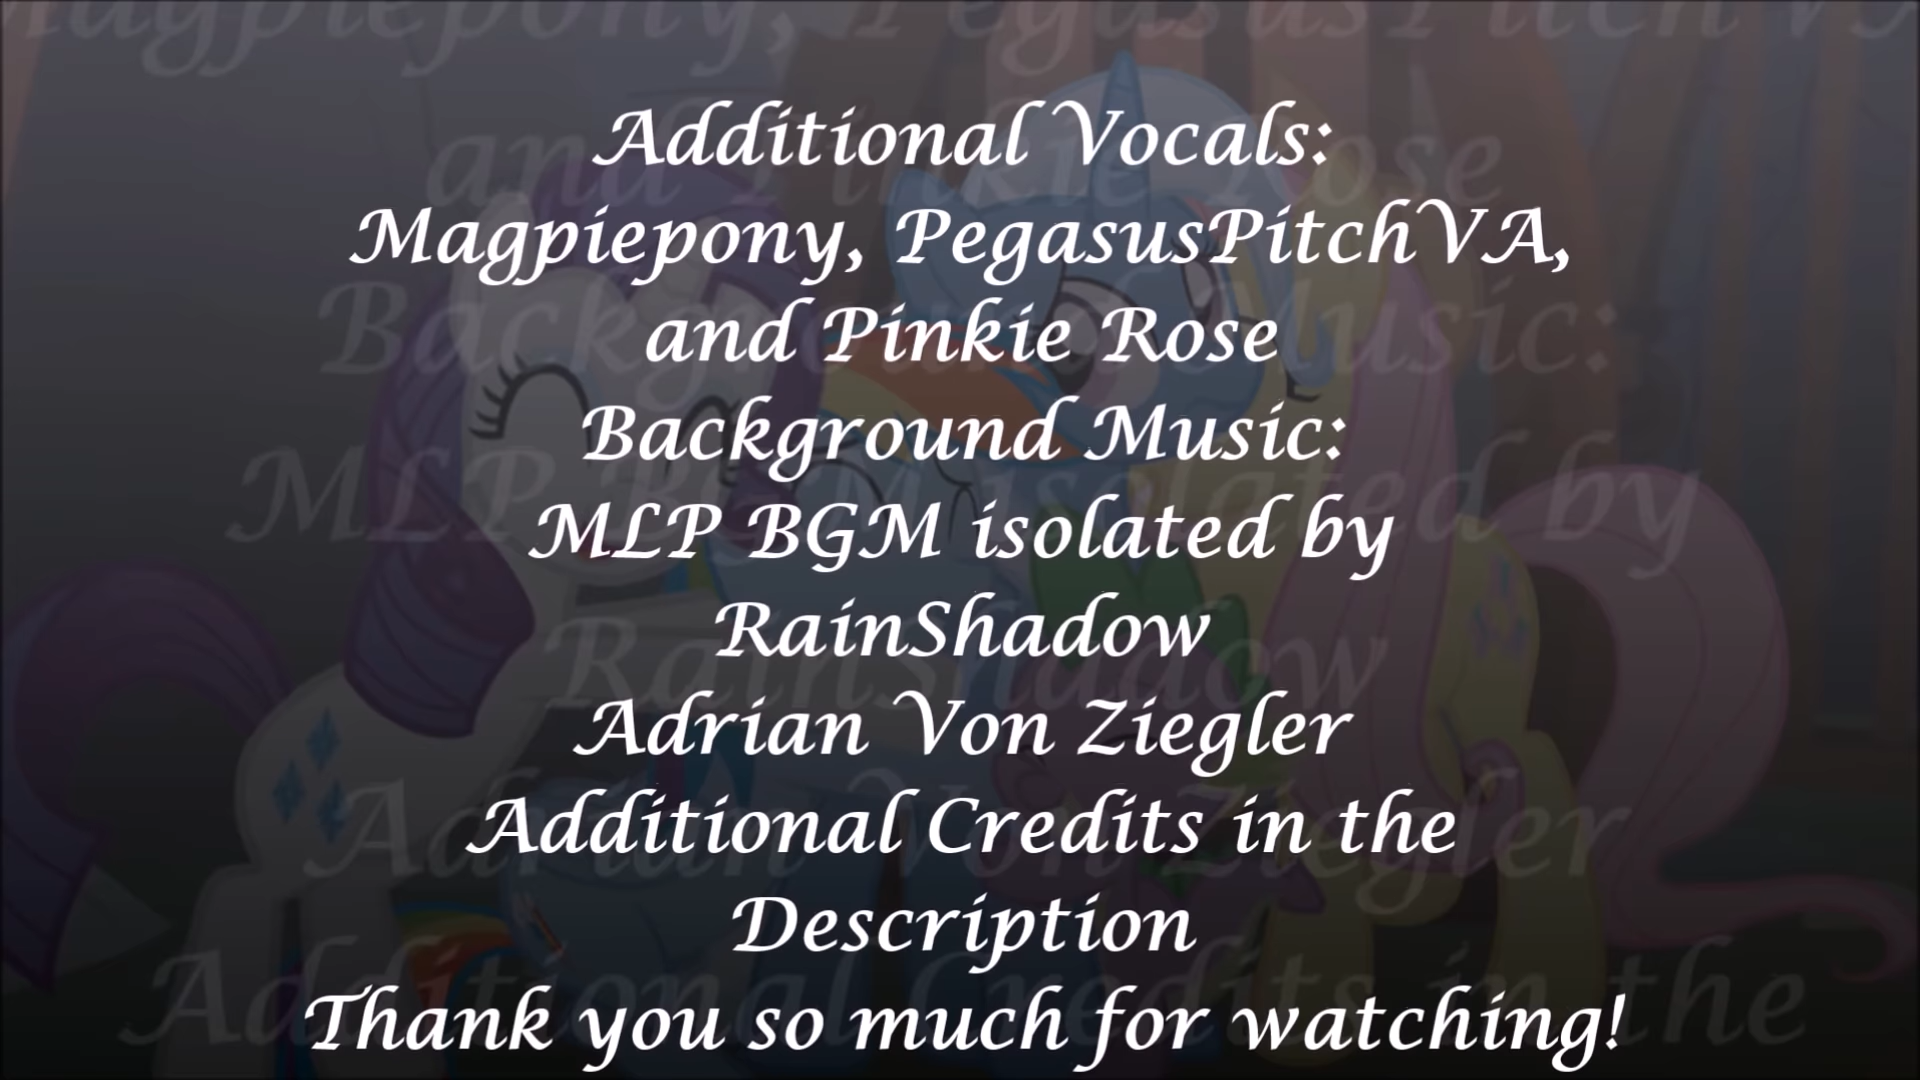 Additional Vocals:
Magpiepony, PegasusPitchVA,
and Pinkie Rose
Background Music:
MLP BGM isolated by
RainShadow
Adrian Von Ziegler
Additional Credits in the
Description
Thank you so much for watching!